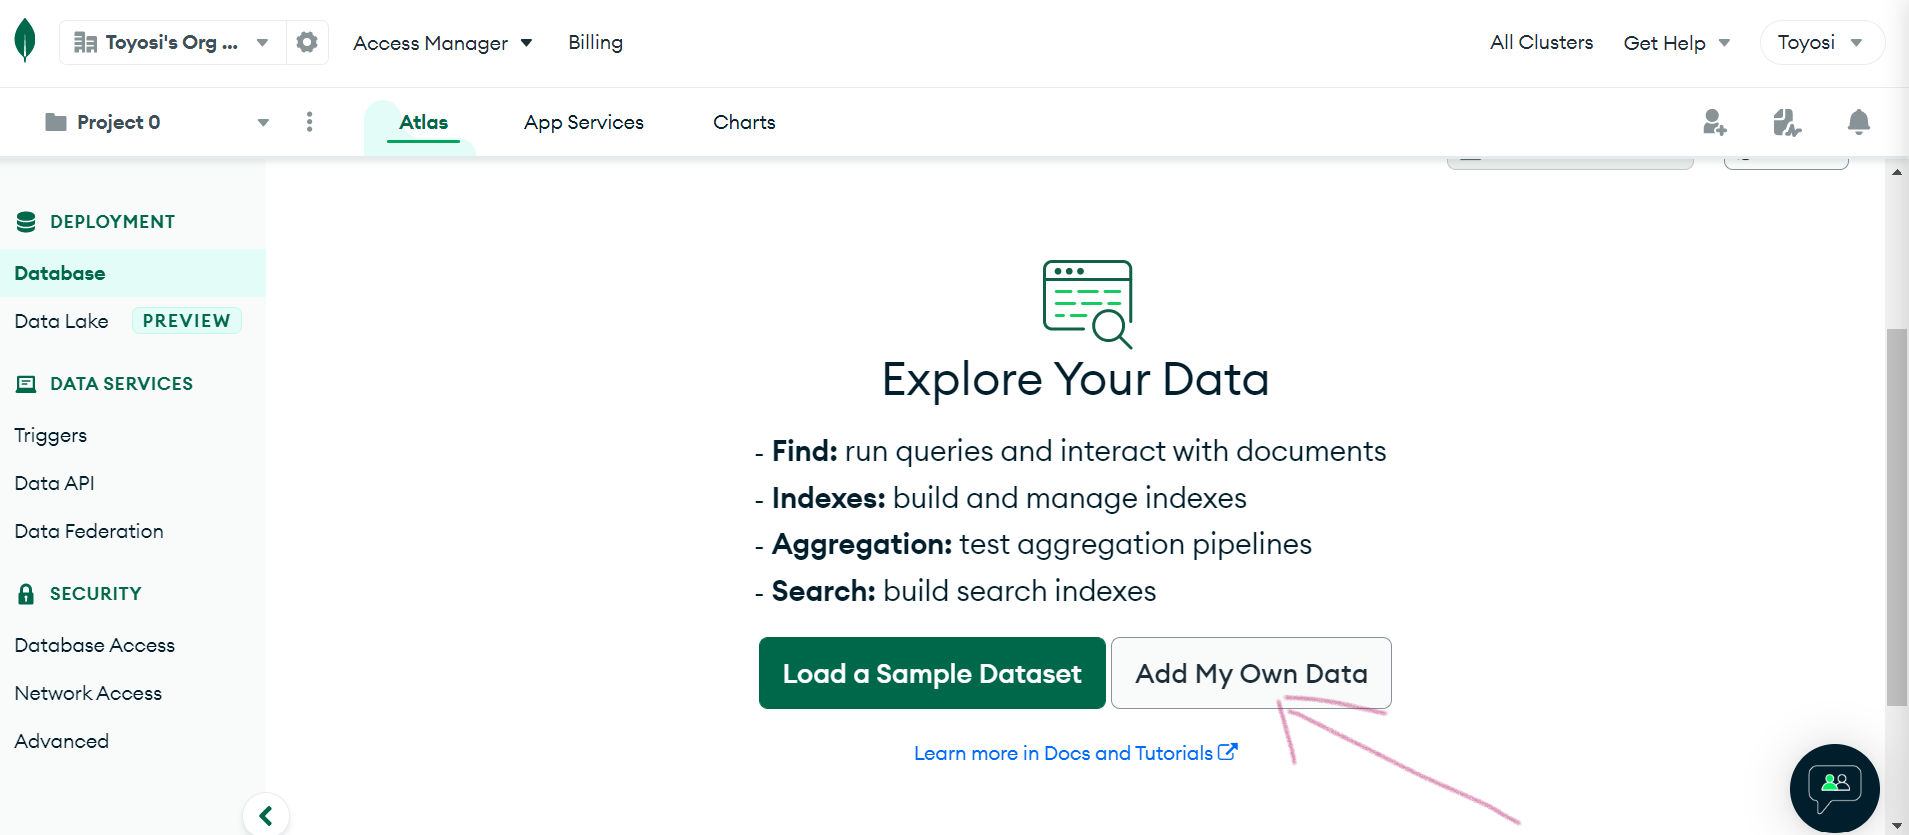 Toyosi's Org ...
Access Manager
Billing
All Clusters
Get Help
Toyosi
Project 0
Atlas
App Services
Charts
DEPLOYMENT
Database
Data Lake PREVIEW
DATA SERVICES
Triggers
Data API
Data Federation
SECURITY
Database Access
Network Access
Advanced
Explore Your Data
- Find: run queries and interact with documents
- Indexes: build and manage indexes
- Aggregation: test aggregation pipelines
- Search: build search indexes
Load a Sample Dataset
Add My Own Data
Learn more in Docs and Tutorials